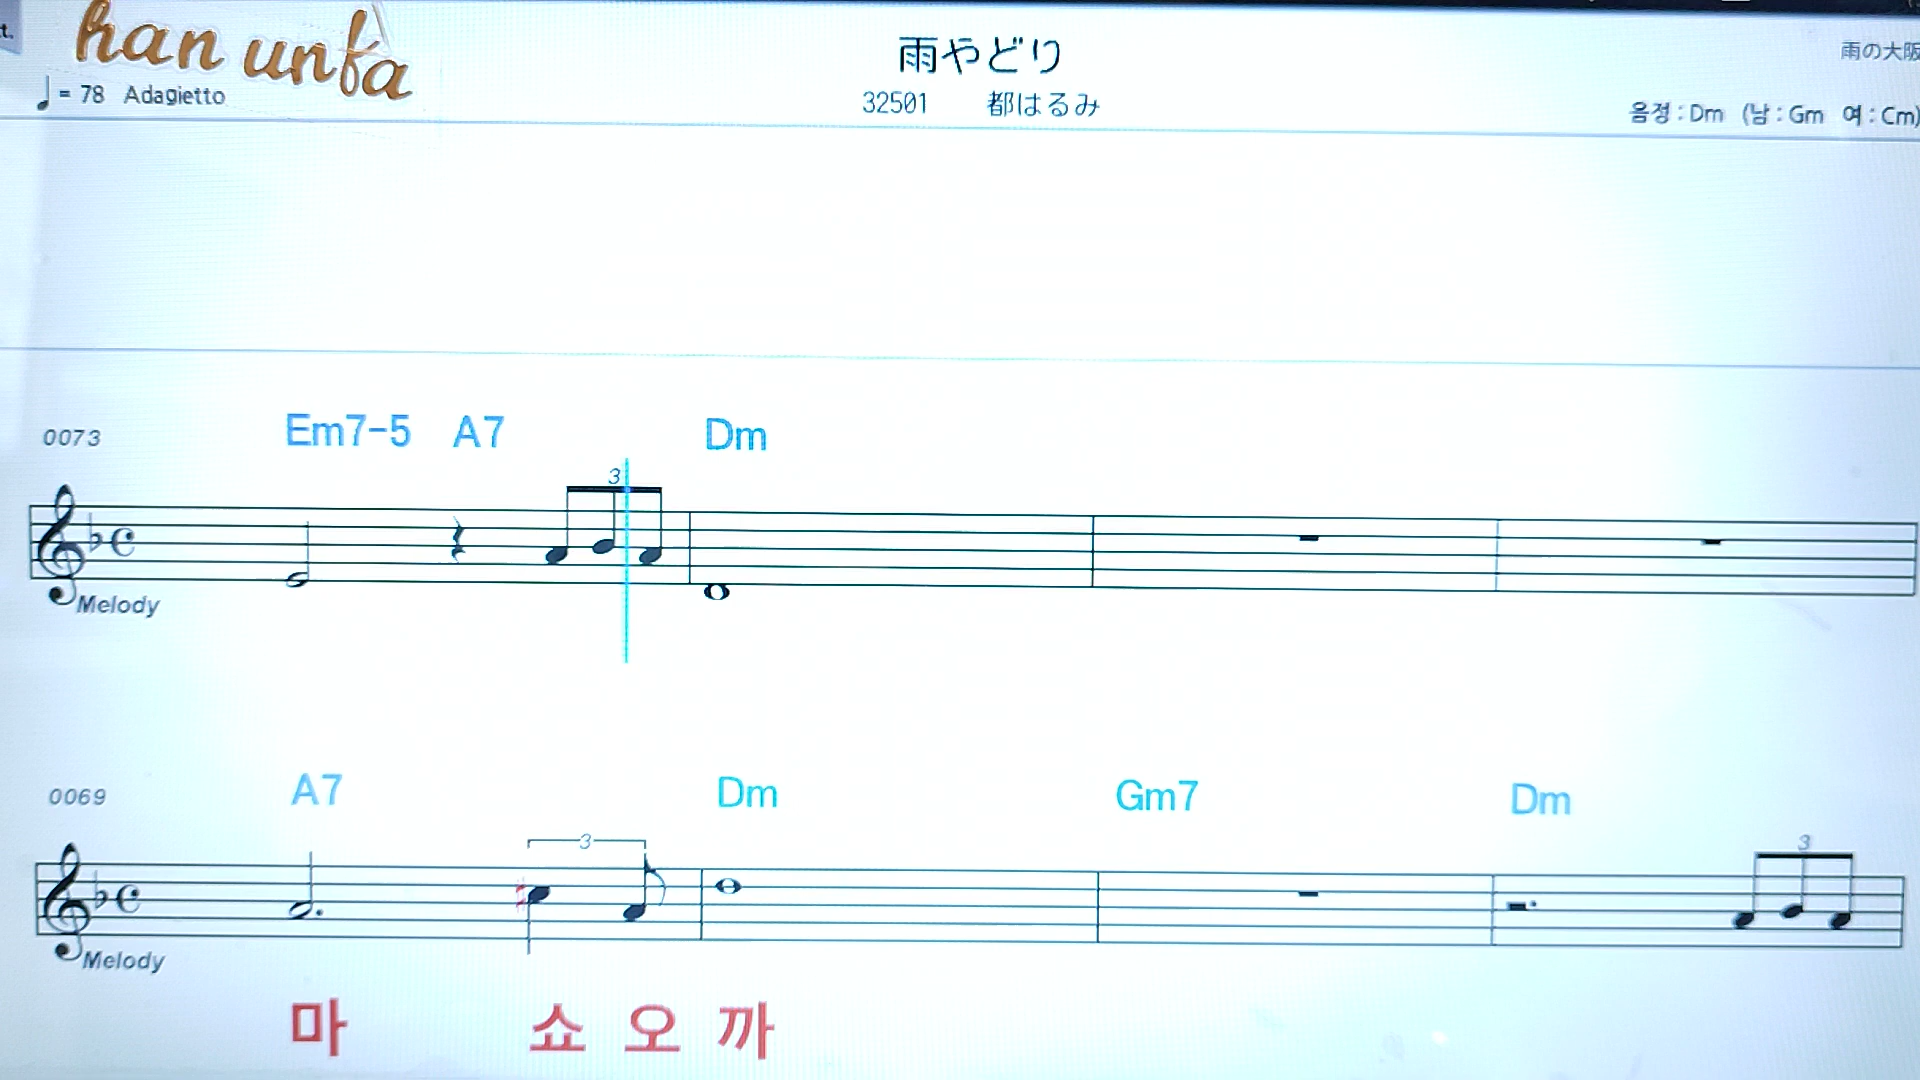 t.
han unfa
= 78 Adagietto
雨やどり
32501 都はるみ
雨の大阪
음정 : Dm (남 : Gm 여 : Cm)
0073 Em7-5 A7 Dm
3
Melody
0069 A7 Dm Gm7 Dm
3 3
Melody
마 쇼 오 까